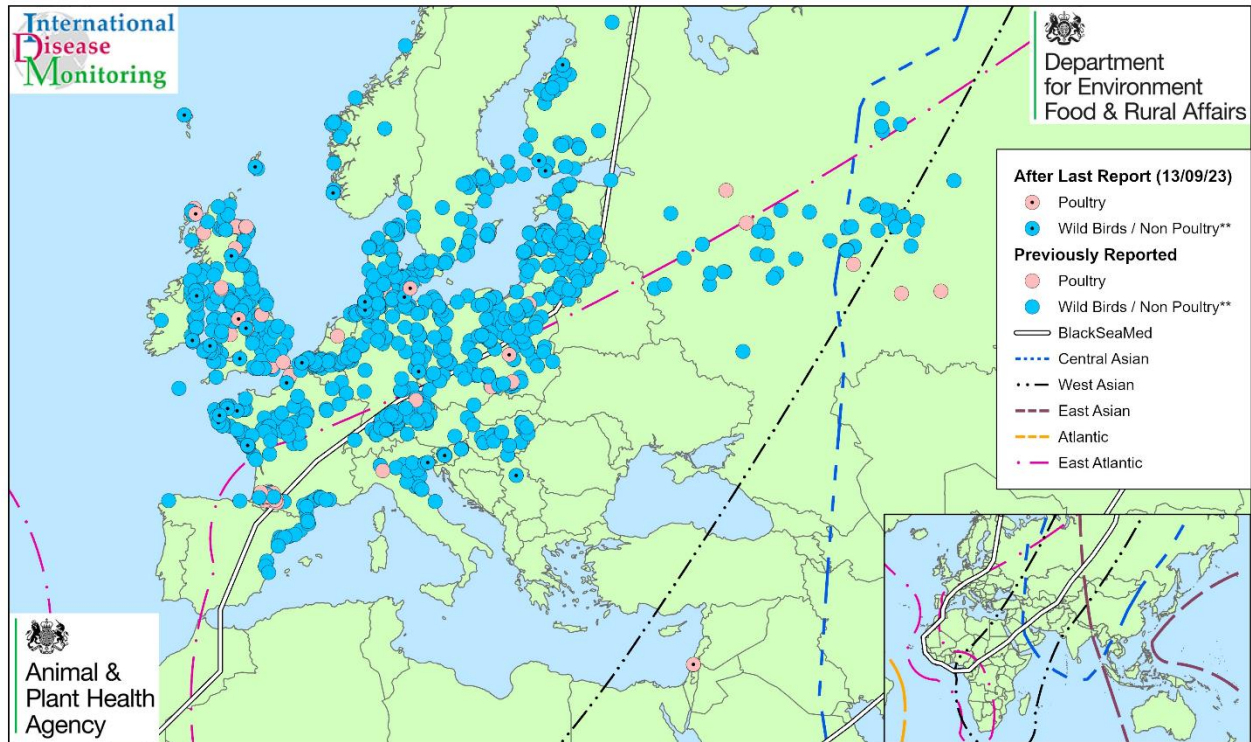 International
Disease
Monitoring
Department
for Environment
Food & Rural Affairs
After Last Report (13/09/23)
Poultry
Wild Birds / Non Poultry**
Previously Reported
Poultry
Wild Birds / Non Poultry**
BlackSeaMed
Central Asian
West Asian
East Asian
Atlantic
East Atlantic
Animal &
Plant Health
Agency